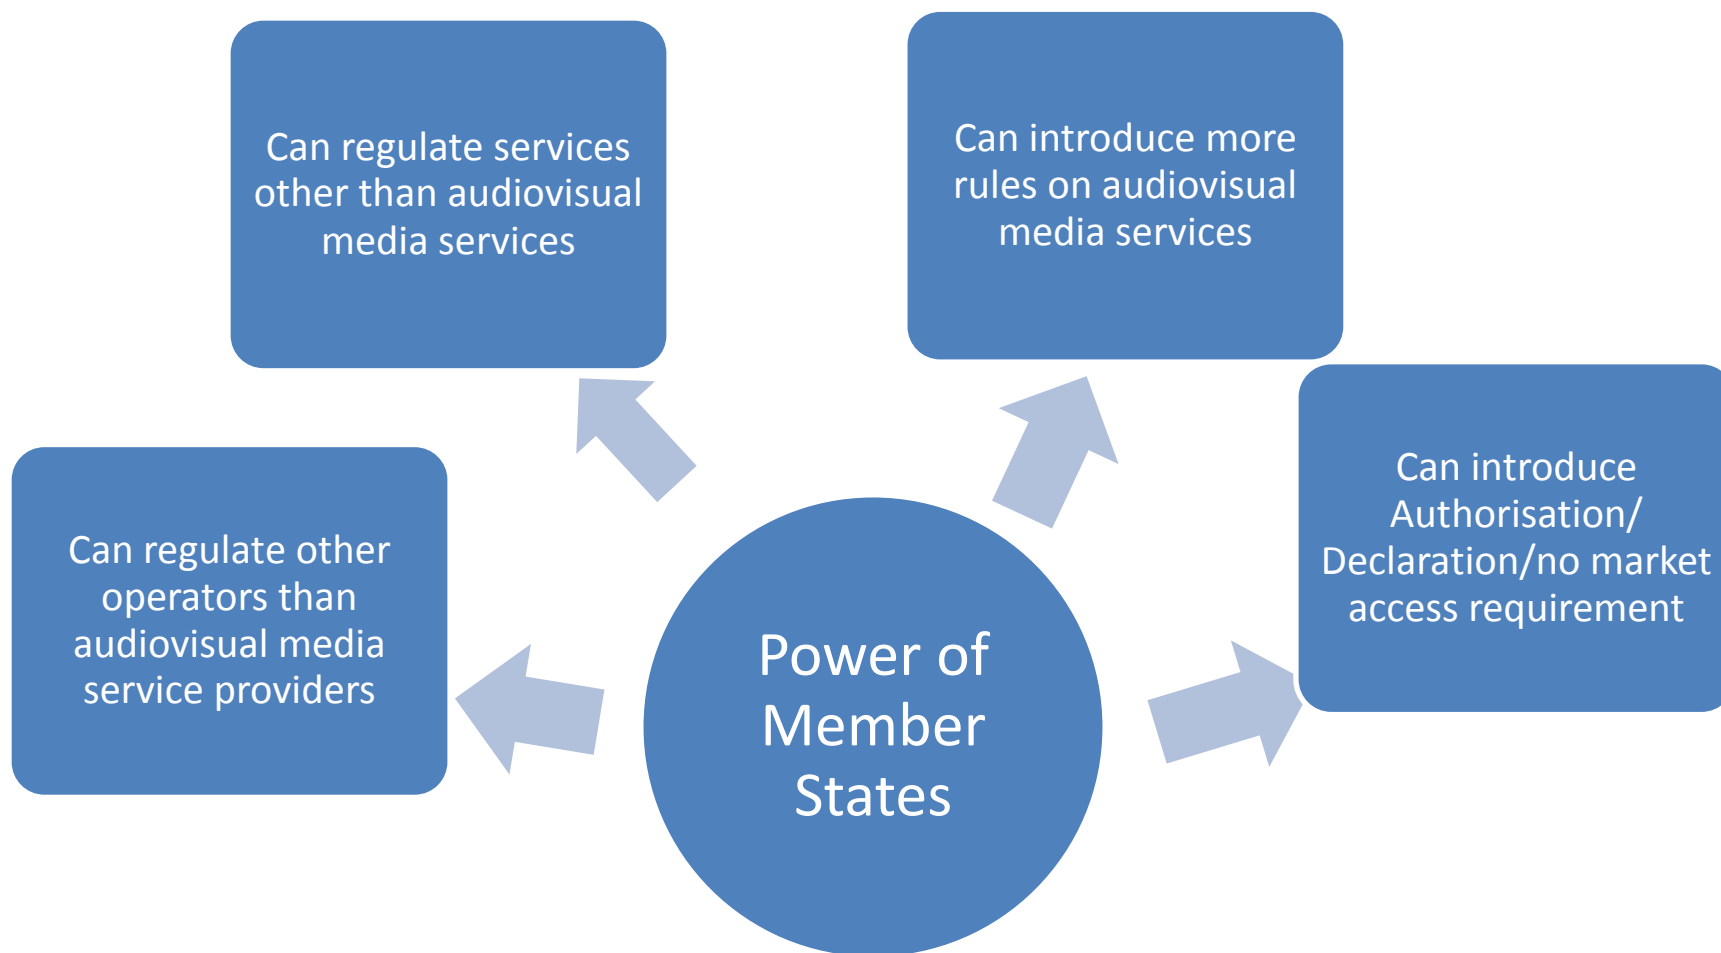 Can regulate services
other than audiovisual
media services
Can introduce more
rules on audiovisual
media services
Can regulate other
operators than
audiovisual media
service providers
Can introduce
Authorisation/
Declaration/no market
access requirement
Power of
Member
States